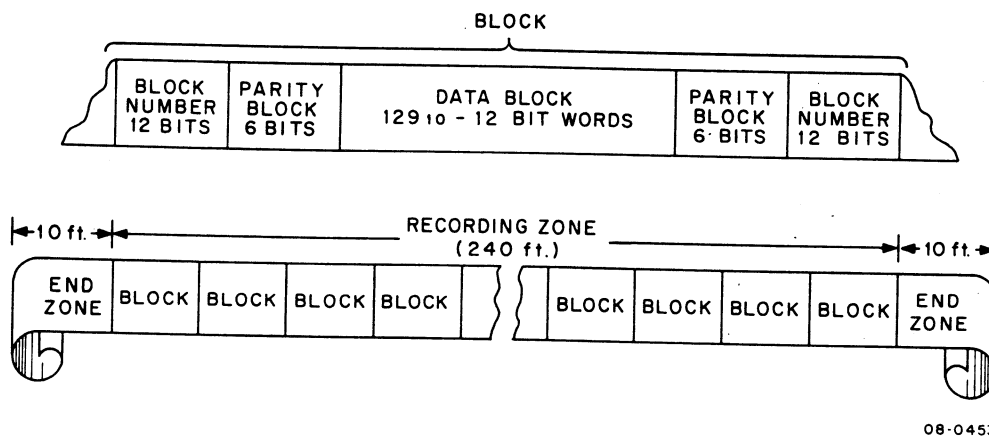 BLOCK
BLOCK NUMBER 12 BITS
PARITY BLOCK 6 BITS
DATA BLOCK 129₁₀ - 12 BIT WORDS
PARITY BLOCK 6 BITS
BLOCK NUMBER 12 BITS
10 ft.
RECORDING ZONE (240 ft.)
10 ft.
END ZONE
BLOCK
BLOCK
BLOCK
BLOCK
BLOCK
BLOCK
BLOCK
BLOCK
END ZONE